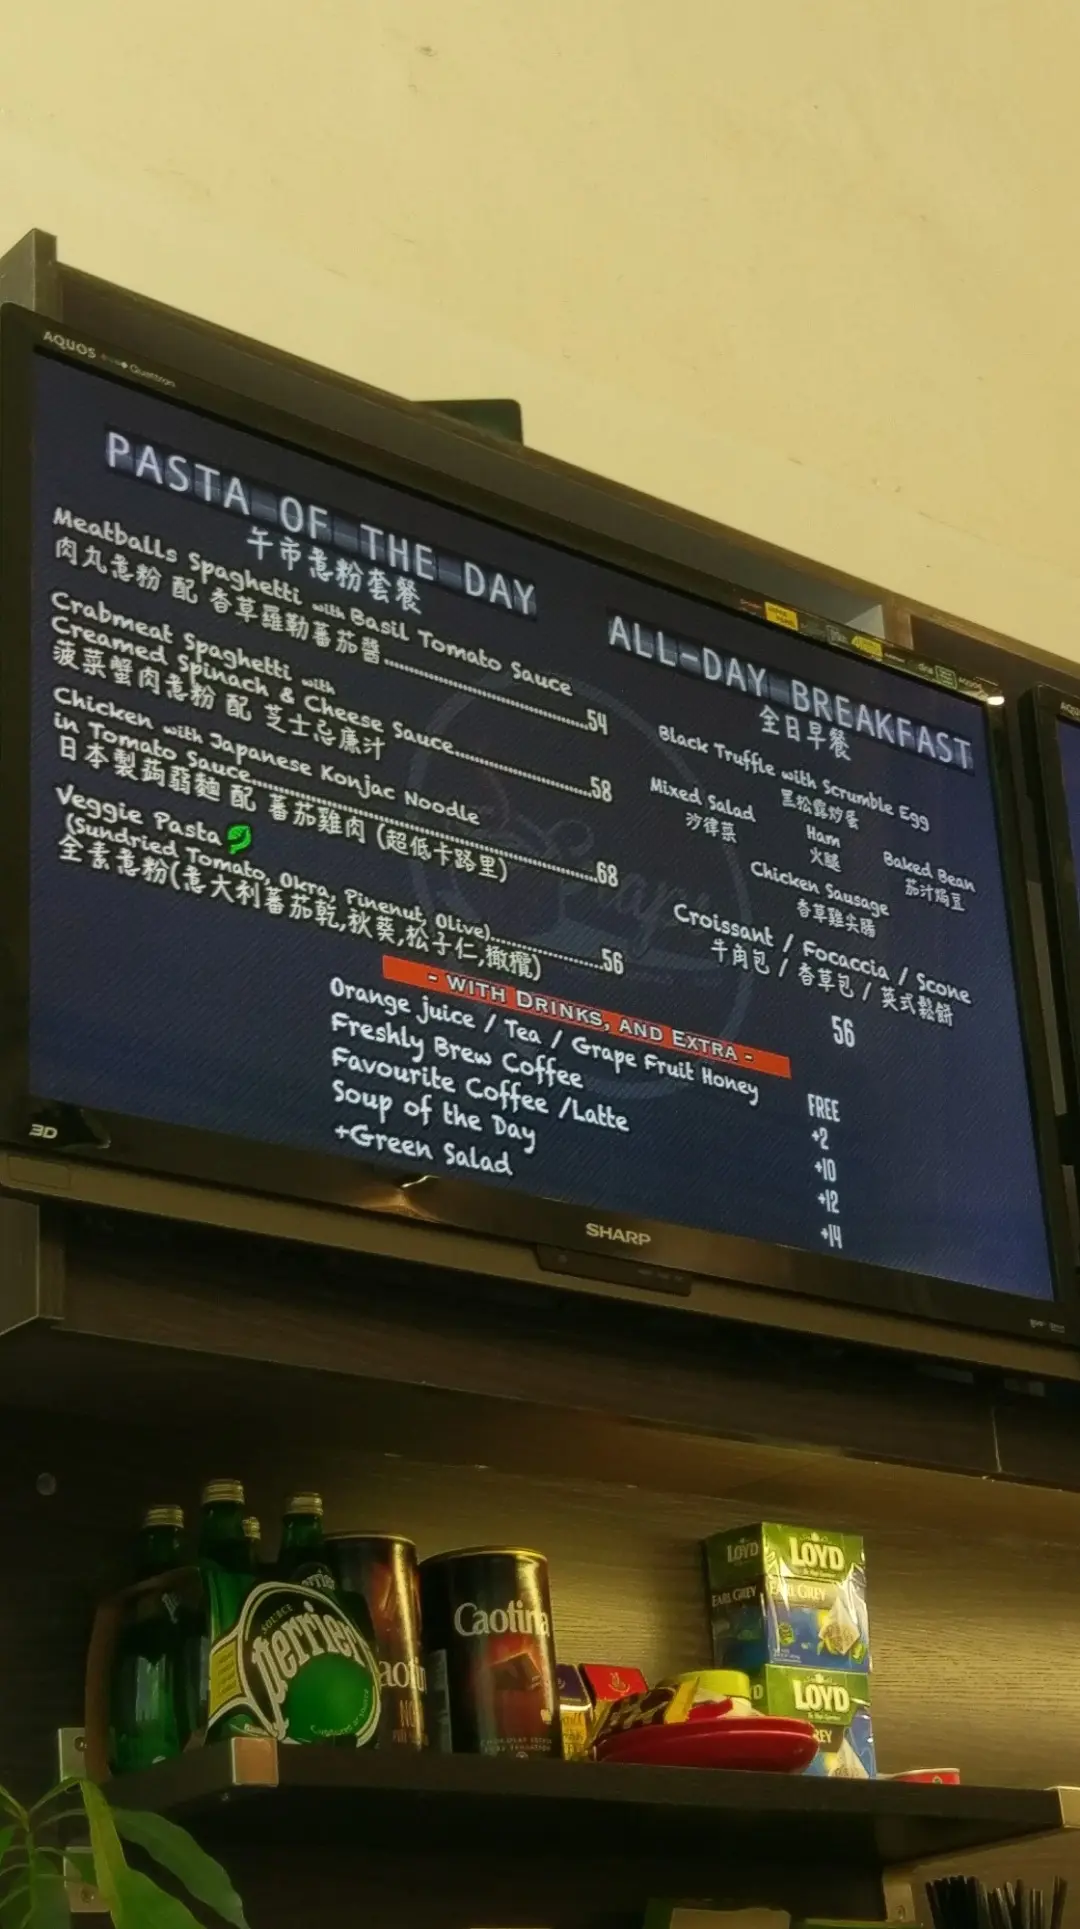 AQUOS Quattron
PASTA OF THE DAY
午市意粉套餐
Meatballs Spaghetti with Basil Tomato Sauce
肉丸意粉 配 香草羅勒蕃茄醬....................54
Crabmeat Spaghetti with
Creamed Spinach & Cheese Sauce....................58
菠菜蟹肉意粉 配 芝士忌廉汁
Chicken with Japanese Konjac Noodle
in Tomato Sauce....................68
日本製蒟蒻麵 配 蕃茄雞肉 (超低卡路里)
Veggie Pasta
(Sundried Tomato, Okra, Pinenut, Olive)....................56
全素意粉(意大利蕃茄乾,秋葵,松子仁,橄欖)
ALL-DAY BREAKFAST
全日早餐
Black Truffle with Scrumble Egg
黑松露炒蛋
Mixed Salad
沙律菜
Ham
火腿
Baked Bean
茄汁焗豆
Chicken Sausage
香草雞尖腸
Croissant / Focaccia / Scone
牛角包 / 香草包 / 英式鬆餅
56
- WITH DRINKS, AND EXTRA -
Orange juice / Tea / Grape Fruit Honey FREE
Freshly Brew Coffee +2
Favourite Coffee /Latte +10
Soup of the Day +12
+Green Salad +14
3D
SHARP
SOURCE
Perrier
Caotina
LOYD
LOYD
EARL GREY
EARL GREY
LOYD